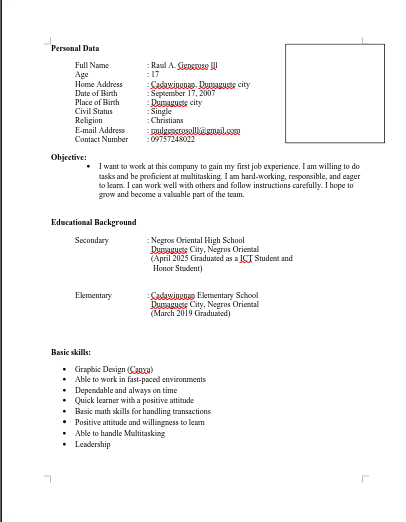 Personal Data
Full Name : Raul A. Generoso lll
Age : 17
Home Address : Cadawinonan, Dumaguete city
Date of Birth : September 17, 2007
Place of Birth : Dumaguete city
Civil Status : Single
Religion : Christians
E-mail Address : raulgenerosolll@gmail.com
Contact Number : 09757248022
Objective:
• I want to work at this company to gain my first job experience. I am willing to do
tasks and be proficient at multitasking. I am hard-working, responsible, and eager
to learn. I can work well with others and follow instructions carefully. I hope to
grow and become a valuable part of the team.
Educational Background
Secondary : Negros Oriental High School
Dumaguete City, Negros Oriental
(April 2025 Graduated as a ICT Student and
Honor Student)
Elementary : Cadawinonan Elementary School
Dumaguete City, Negros Oriental
(March 2019 Graduated)
Basic skills:
• Graphic Design (Canva)
• Able to work in fast-paced environments
• Dependable and always on time
• Quick learner with a positive attitude
• Basic math skills for handling transactions
• Positive attitude and willingness to learn
• Able to handle Multitasking
• Leadership